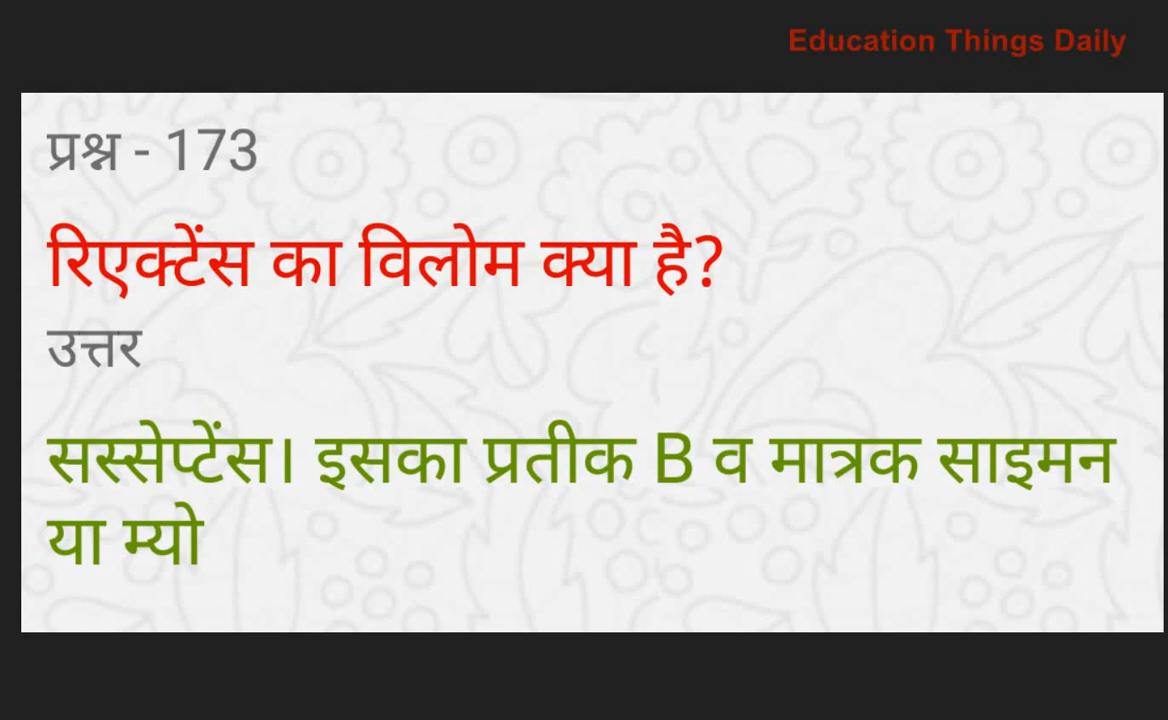 Education Things Daily
प्रश्न - 173
रिएक्टेंस का विलोम क्या है?
उत्तर
सस्सेप्टेंस। इसका प्रतीक B व मात्रक साइमन
या म्यो